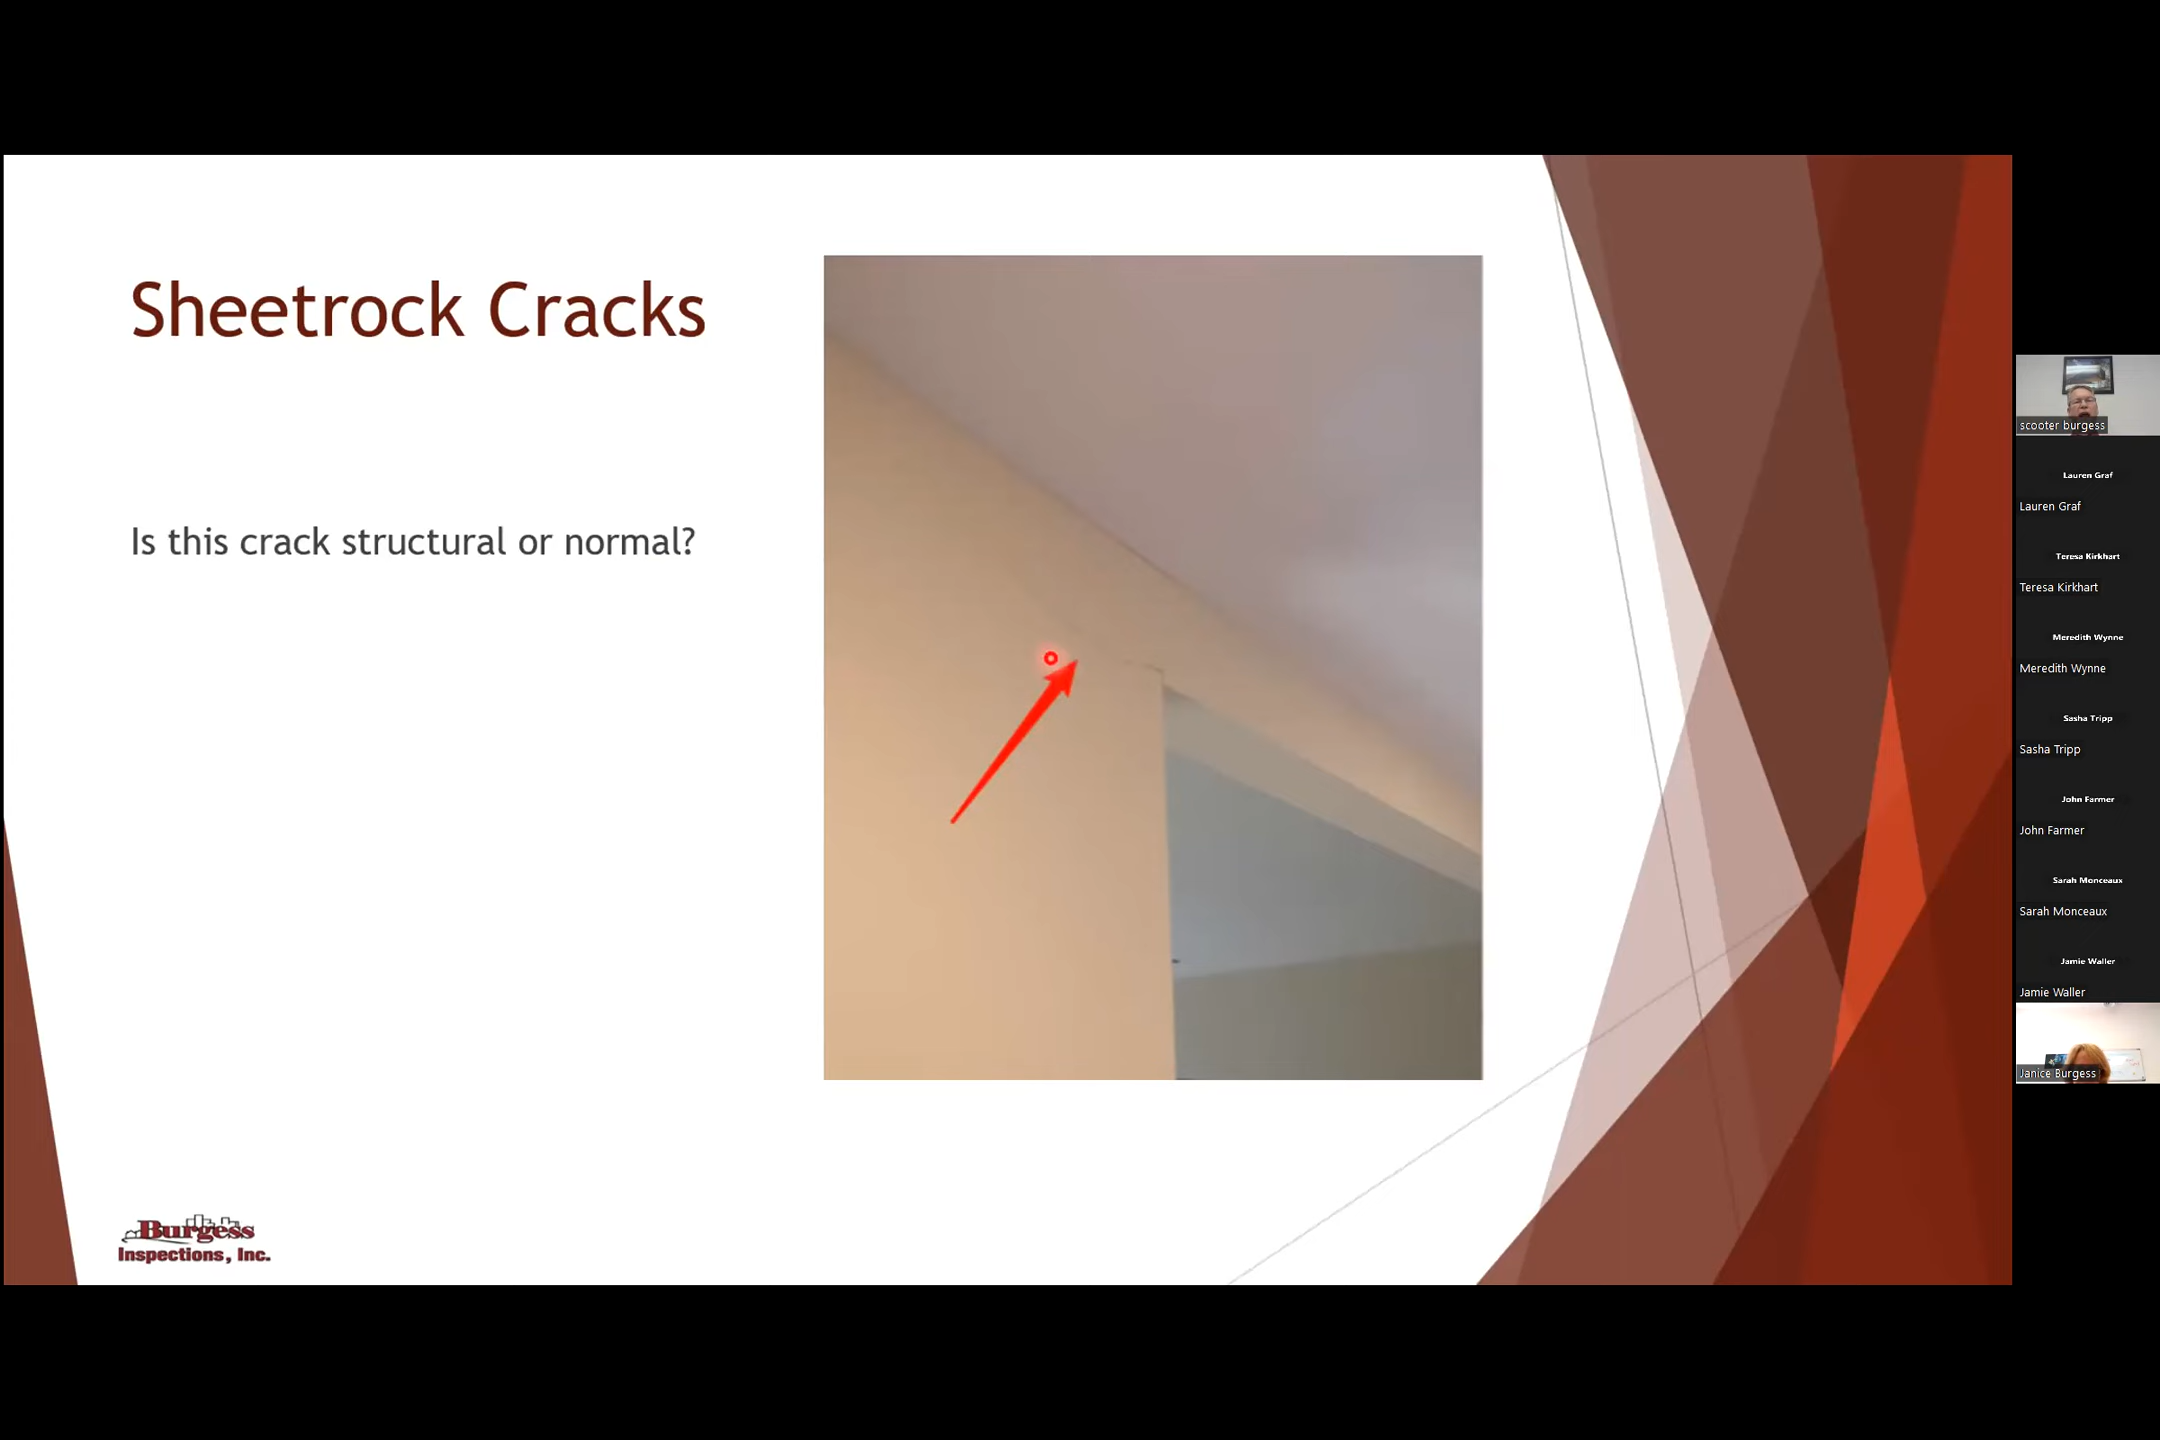 Sheetrock Cracks
Is this crack structural or normal?
Burgess
Inspections, Inc.
scooter burgess
Lauren Graf
Lauren Graf
Teresa Kirkhart
Teresa Kirkhart
Meredith Wynne
Meredith Wynne
Sasha Tripp
Sasha Tripp
John Farmer
John Farmer
Sarah Monceaux
Sarah Monceaux
Jamie Waller
Jamie Waller
Janice Burgess